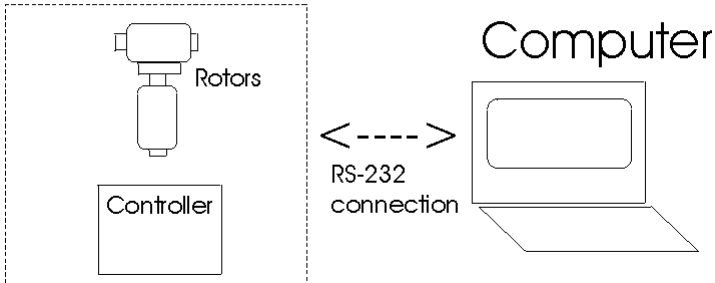 Computer
Rotors
RS-232
connection
Controller